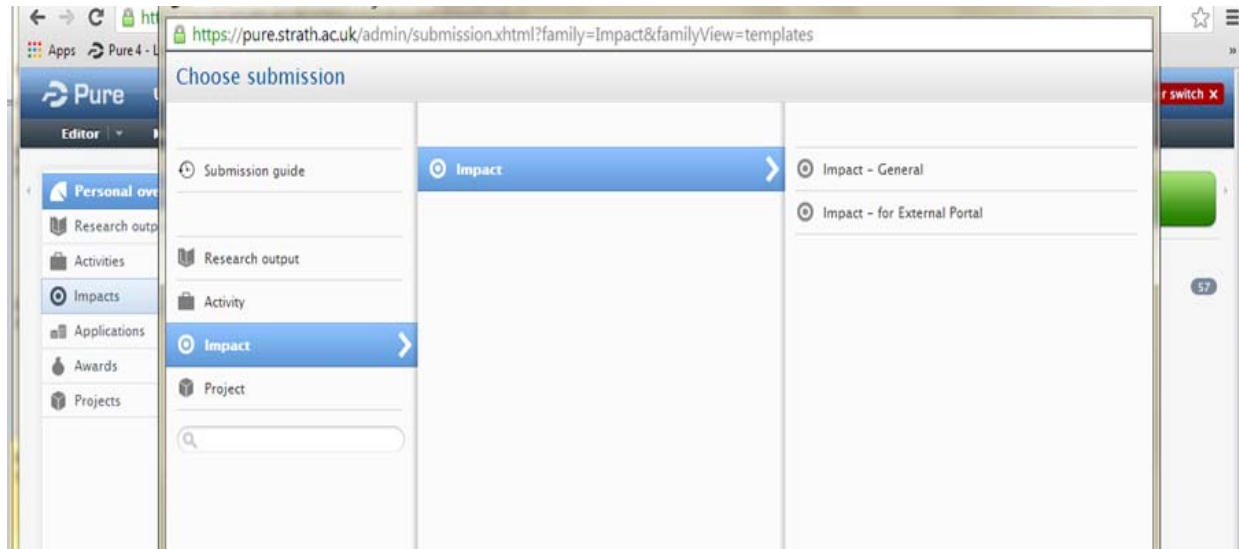 https://pure.strath.ac.uk/admin/submission.xhtml?family=Impact&familyView=templates
Apps Pure 4 - L
»
Choose submission
Pure
r switch ×
Editor
Submission guide
Impact
Impact - General
Impact - for External Portal
Personal ove
Research outp
Activities
Impacts
Applications
Awards
Projects
Research output
Activity
Impact
Project
57